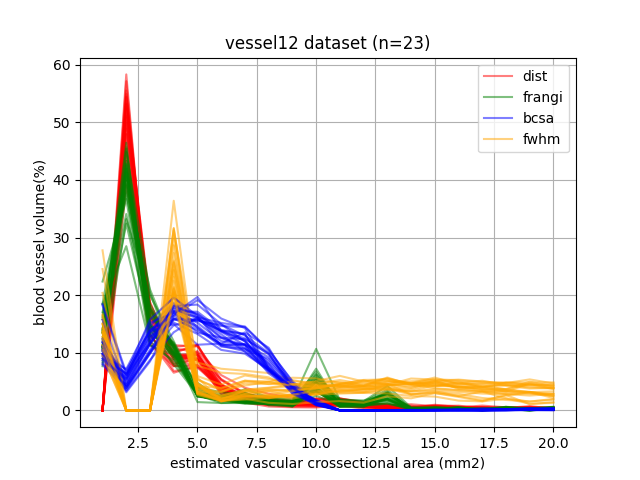 vessel12 dataset (n=23)
60
50
40
30
20
10
0
blood vessel volume(%)
dist
frangi
bcsa
fwhm
2.5 5.0 7.5 10.0 12.5 15.0 17.5 20.0
estimated vascular crossectional area (mm2)